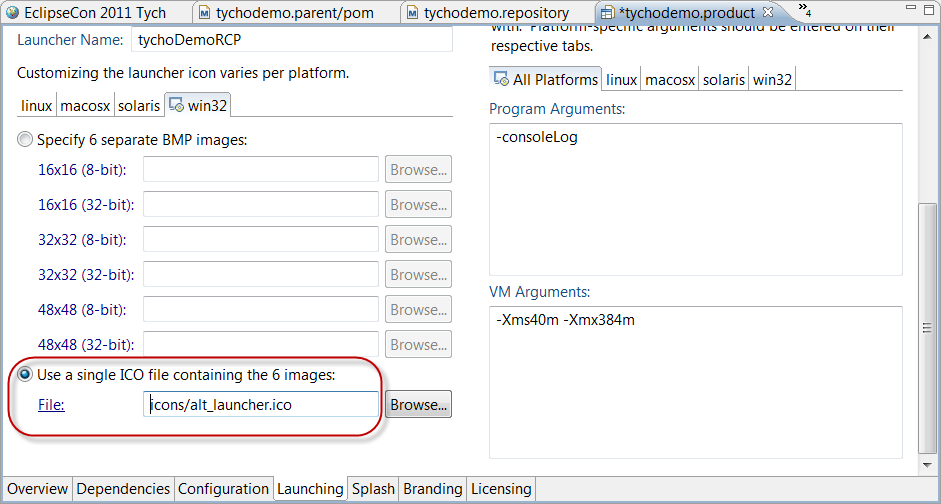 EclipseCon 2011 Tych
tychodemo.parent/pom
tychodemo.repository
*tychodemo.product
4
Launcher Name: tychoDemoRCP
Customizing the launcher icon varies per platform.
linux macosx solaris win32
Specify 6 separate BMP images:
16x16 (8-bit): Browse...
16x16 (32-bit): Browse...
32x32 (8-bit): Browse...
32x32 (32-bit): Browse...
48x48 (8-bit): Browse...
48x48 (32-bit): Browse...
Use a single ICO file containing the 6 images:
File: icons/alt_launcher.ico Browse...
with. Platform-specific arguments should be entered on their
respective tabs.
All Platforms linux macosx solaris win32
Program Arguments:
-consoleLog
VM Arguments:
-Xms40m -Xmx384m
Overview Dependencies Configuration Launching Splash Branding Licensing